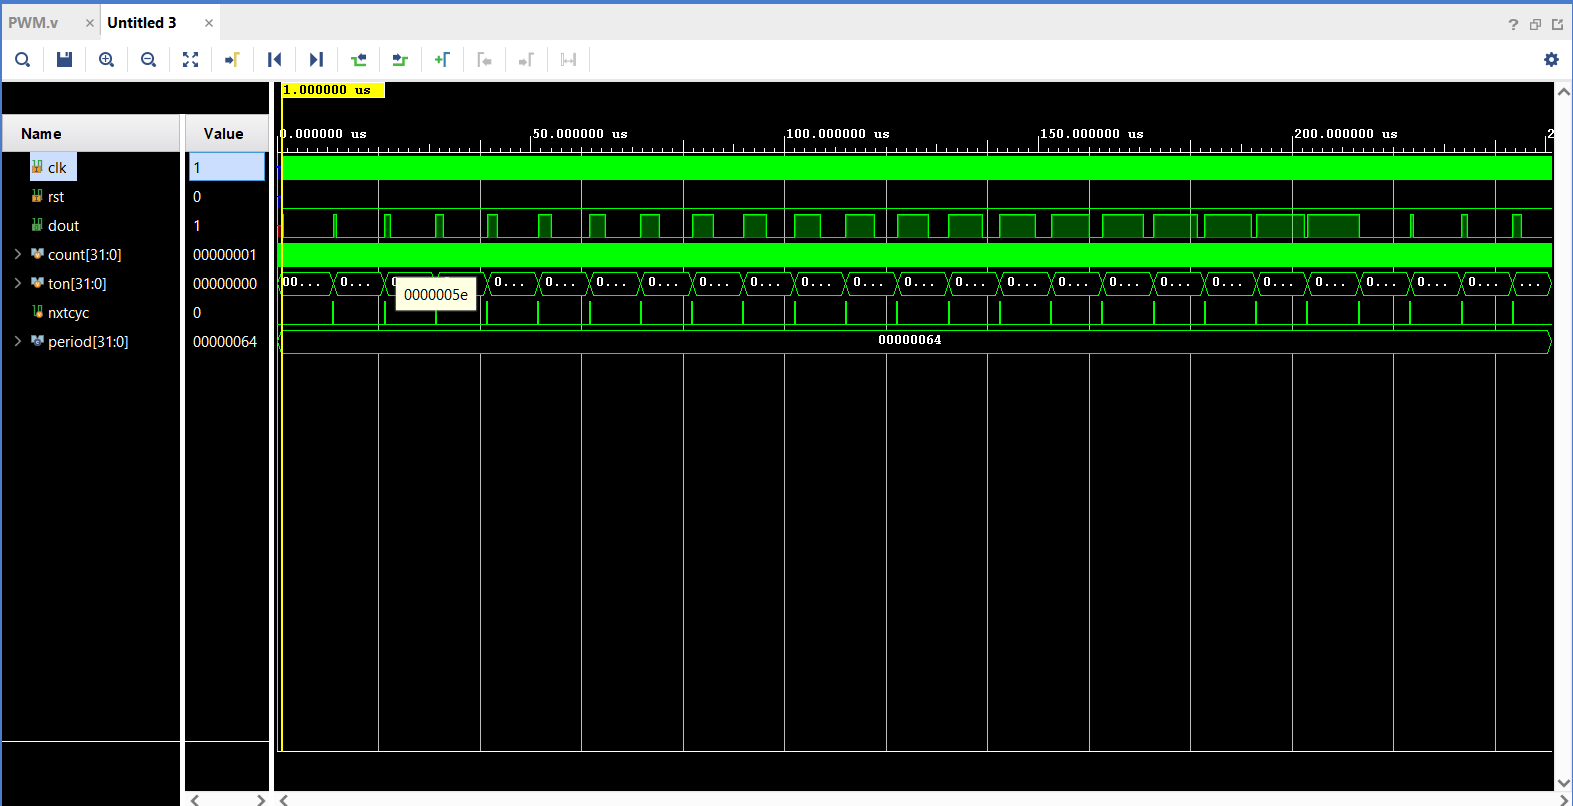 PWM.v × Untitled 3 ×
?
1.000000 us
Name Value
0.000000 us 50.000000 us 100.000000 us 150.000000 us 200.000000 us 2
clk 1
rst 0
dout 1
count[31:0] 00000001
ton[31:0] 00000000 00... 0... 0 0... 0... 0... 0... 0... 0... 0... 0... 0... 0... 0... 0... 0... 0... 0... 0... 0... 0... 0... 0... ...
0000005e
nxtcyc 0
period[31:0] 00000064 00000064